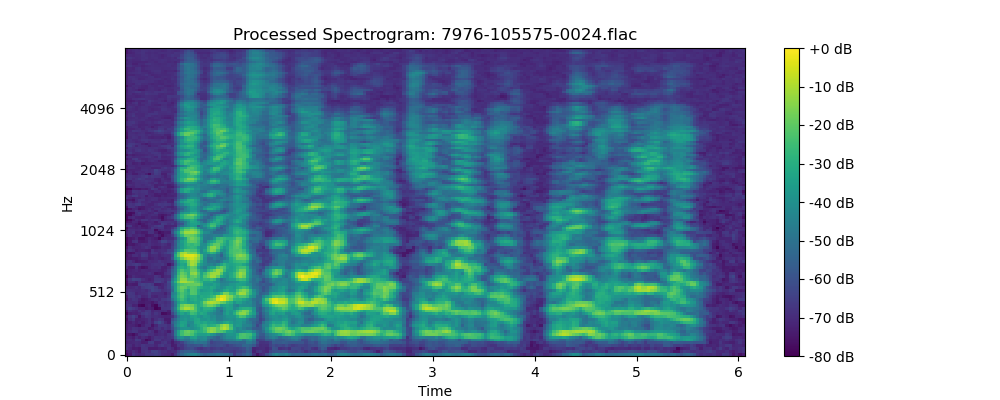 Processed Spectrogram: 7976-105575-0024.flac
Hz
4096
2048
1024
512
0
0 1 2 3 4 5 6
Time
+0 dB
-10 dB
-20 dB
-30 dB
-40 dB
-50 dB
-60 dB
-70 dB
-80 dB